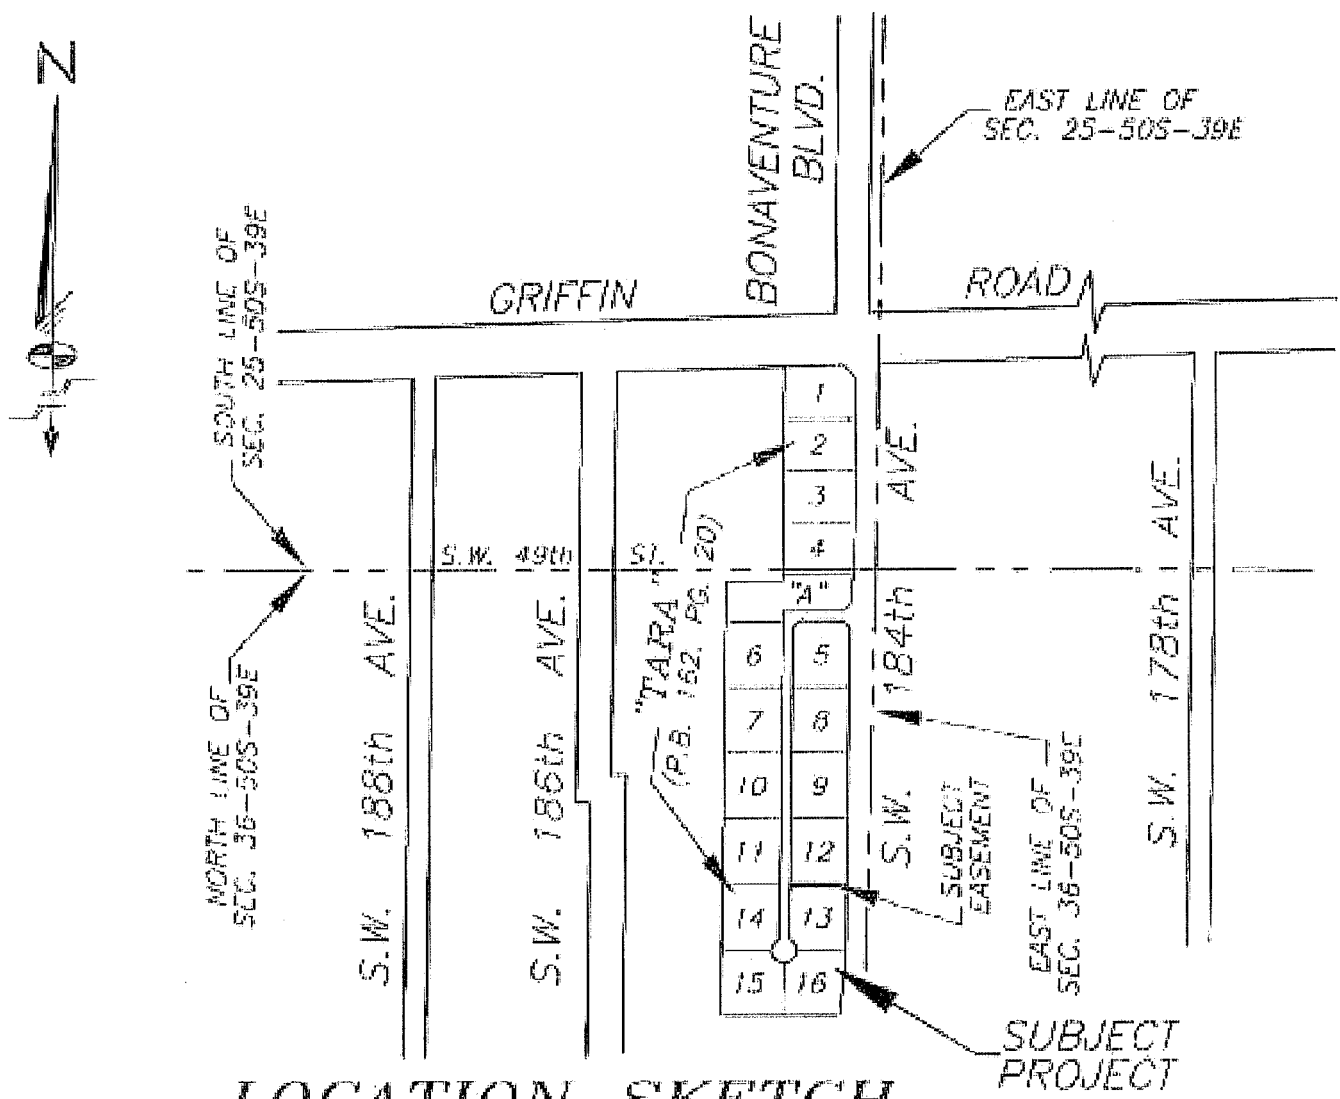 N
BONAVENTURE
BLVD.
EAST LINE OF
SEC. 25-50S-39E
SOUTH LINE OF
SEC. 25-50S-39E
GRIFFIN
ROAD
1
2
3
4
"A"
S.W. 49th ST.
"TARA"
(P.B. 162, PG. 20)
6
5
7
8
10
9
11
12
14
13
15
16
NORTH LINE OF
SEC. 36-50S-39E
S.W. 188th AVE.
S.W. 186th AVE.
S.W. 184th AVE.
S.W. 178th AVE.
SUBJECT
EASEMENT
EAST LINE OF
SEC. 36-50S-39E
SUBJECT
PROJECT
LOCATION SKETCH